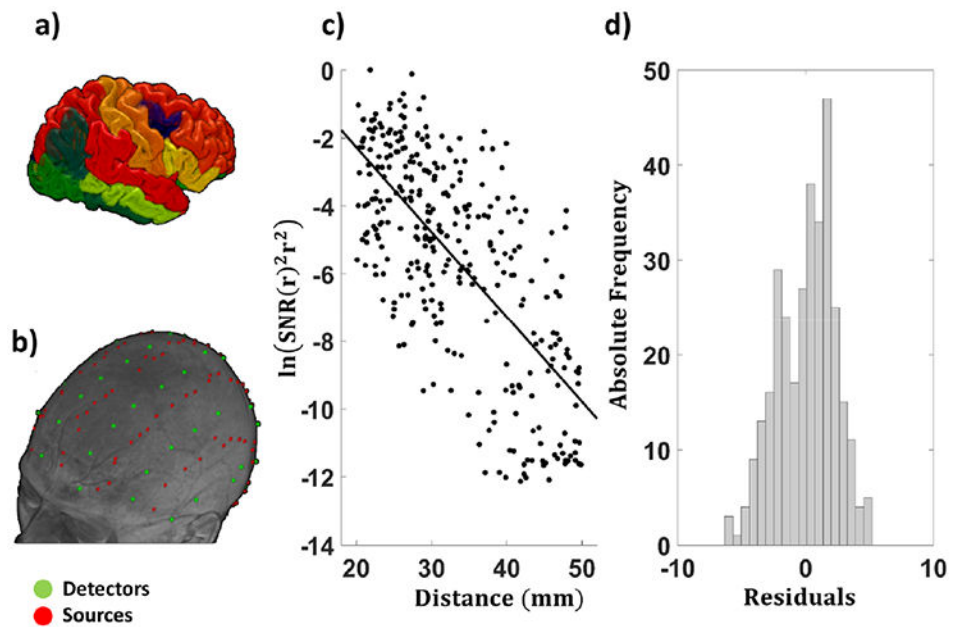 a)
b)
Detectors
Sources
c)
ln(SNR(r)²r²)
0
-2
-4
-6
-8
-10
-12
-14
20 30 40 50
Distance (mm)
d)
Absolute Frequency
50
40
30
20
10
0
-10 0 10
Residuals